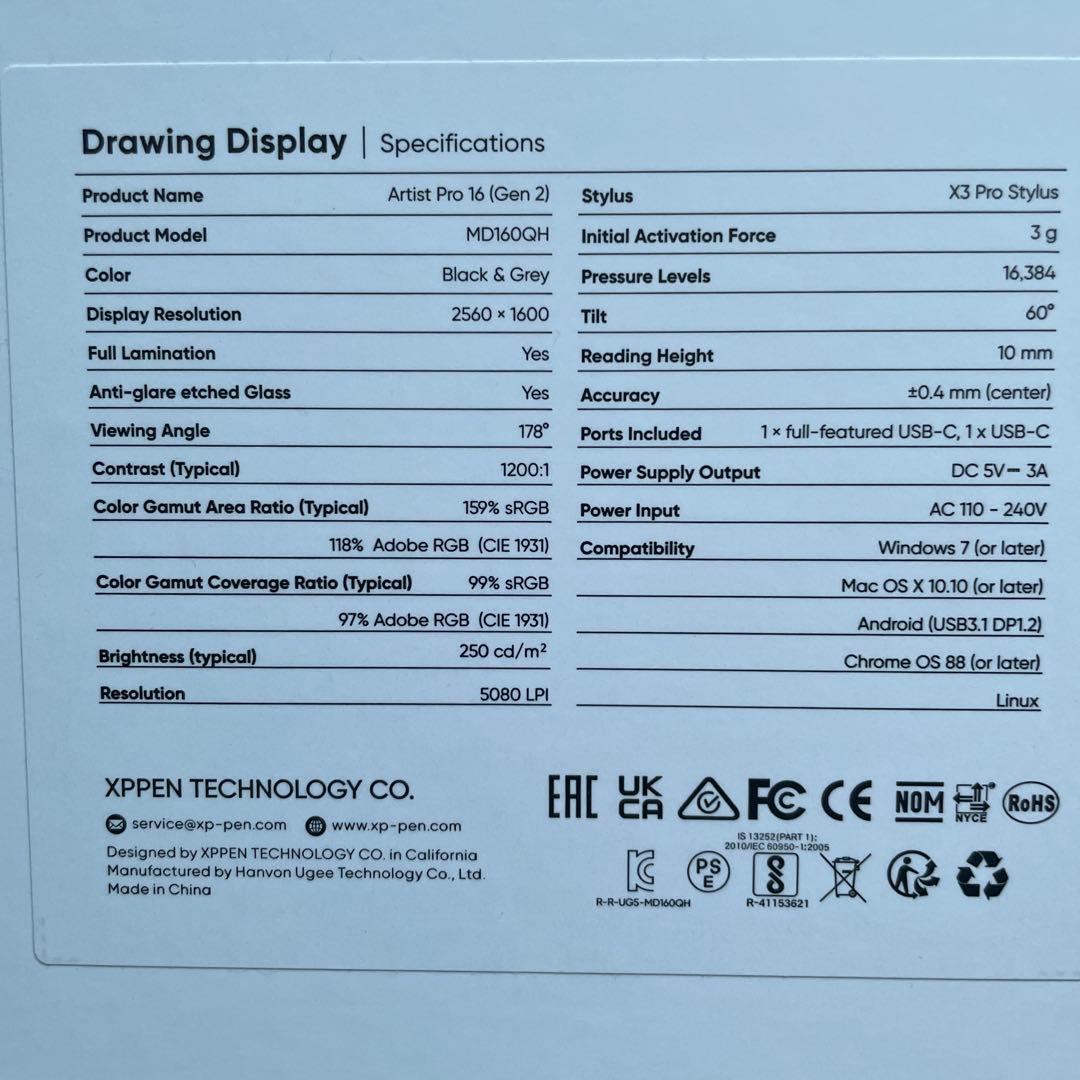 Drawing Display | Specifications
Product Name Artist Pro 16 (Gen 2)
Product Model MD160QH
Color Black & Grey
Display Resolution 2560 × 1600
Full Lamination Yes
Anti-glare etched Glass Yes
Viewing Angle 178°
Contrast (Typical) 1200:1
Color Gamut Area Ratio (Typical) 159% sRGB
118% Adobe RGB (CIE 1931)
Color Gamut Coverage Ratio (Typical) 99% sRGB
97% Adobe RGB (CIE 1931)
Brightness (typical) 250 cd/m²
Resolution 5080 LPI
Stylus X3 Pro Stylus
Initial Activation Force 3 g
Pressure Levels 16,384
Tilt 60°
Reading Height 10 mm
Accuracy ±0.4 mm (center)
Ports Included 1 × full-featured USB-C, 1 x USB-C
Power Supply Output DC 5V⎓ 3A
Power Input AC 110 - 240V
Compatibility Windows 7 (or later)
Mac OS X 10.10 (or later)
Android (USB3.1 DP1.2)
Chrome OS 88 (or later)
Linux
XPPEN TECHNOLOGY CO.
service@xp-pen.com www.xp-pen.com
Designed by XPPEN TECHNOLOGY CO. in California
Manufactured by Hanvon Ugee Technology Co., Ltd.
Made in China
EAC UK CA FC CE NOM NYCE RoHS
IS 13252(PART 1):
2010/IEC 60950-1:2005
KC PS E
R-R-UGS-MD160QH R-41153621